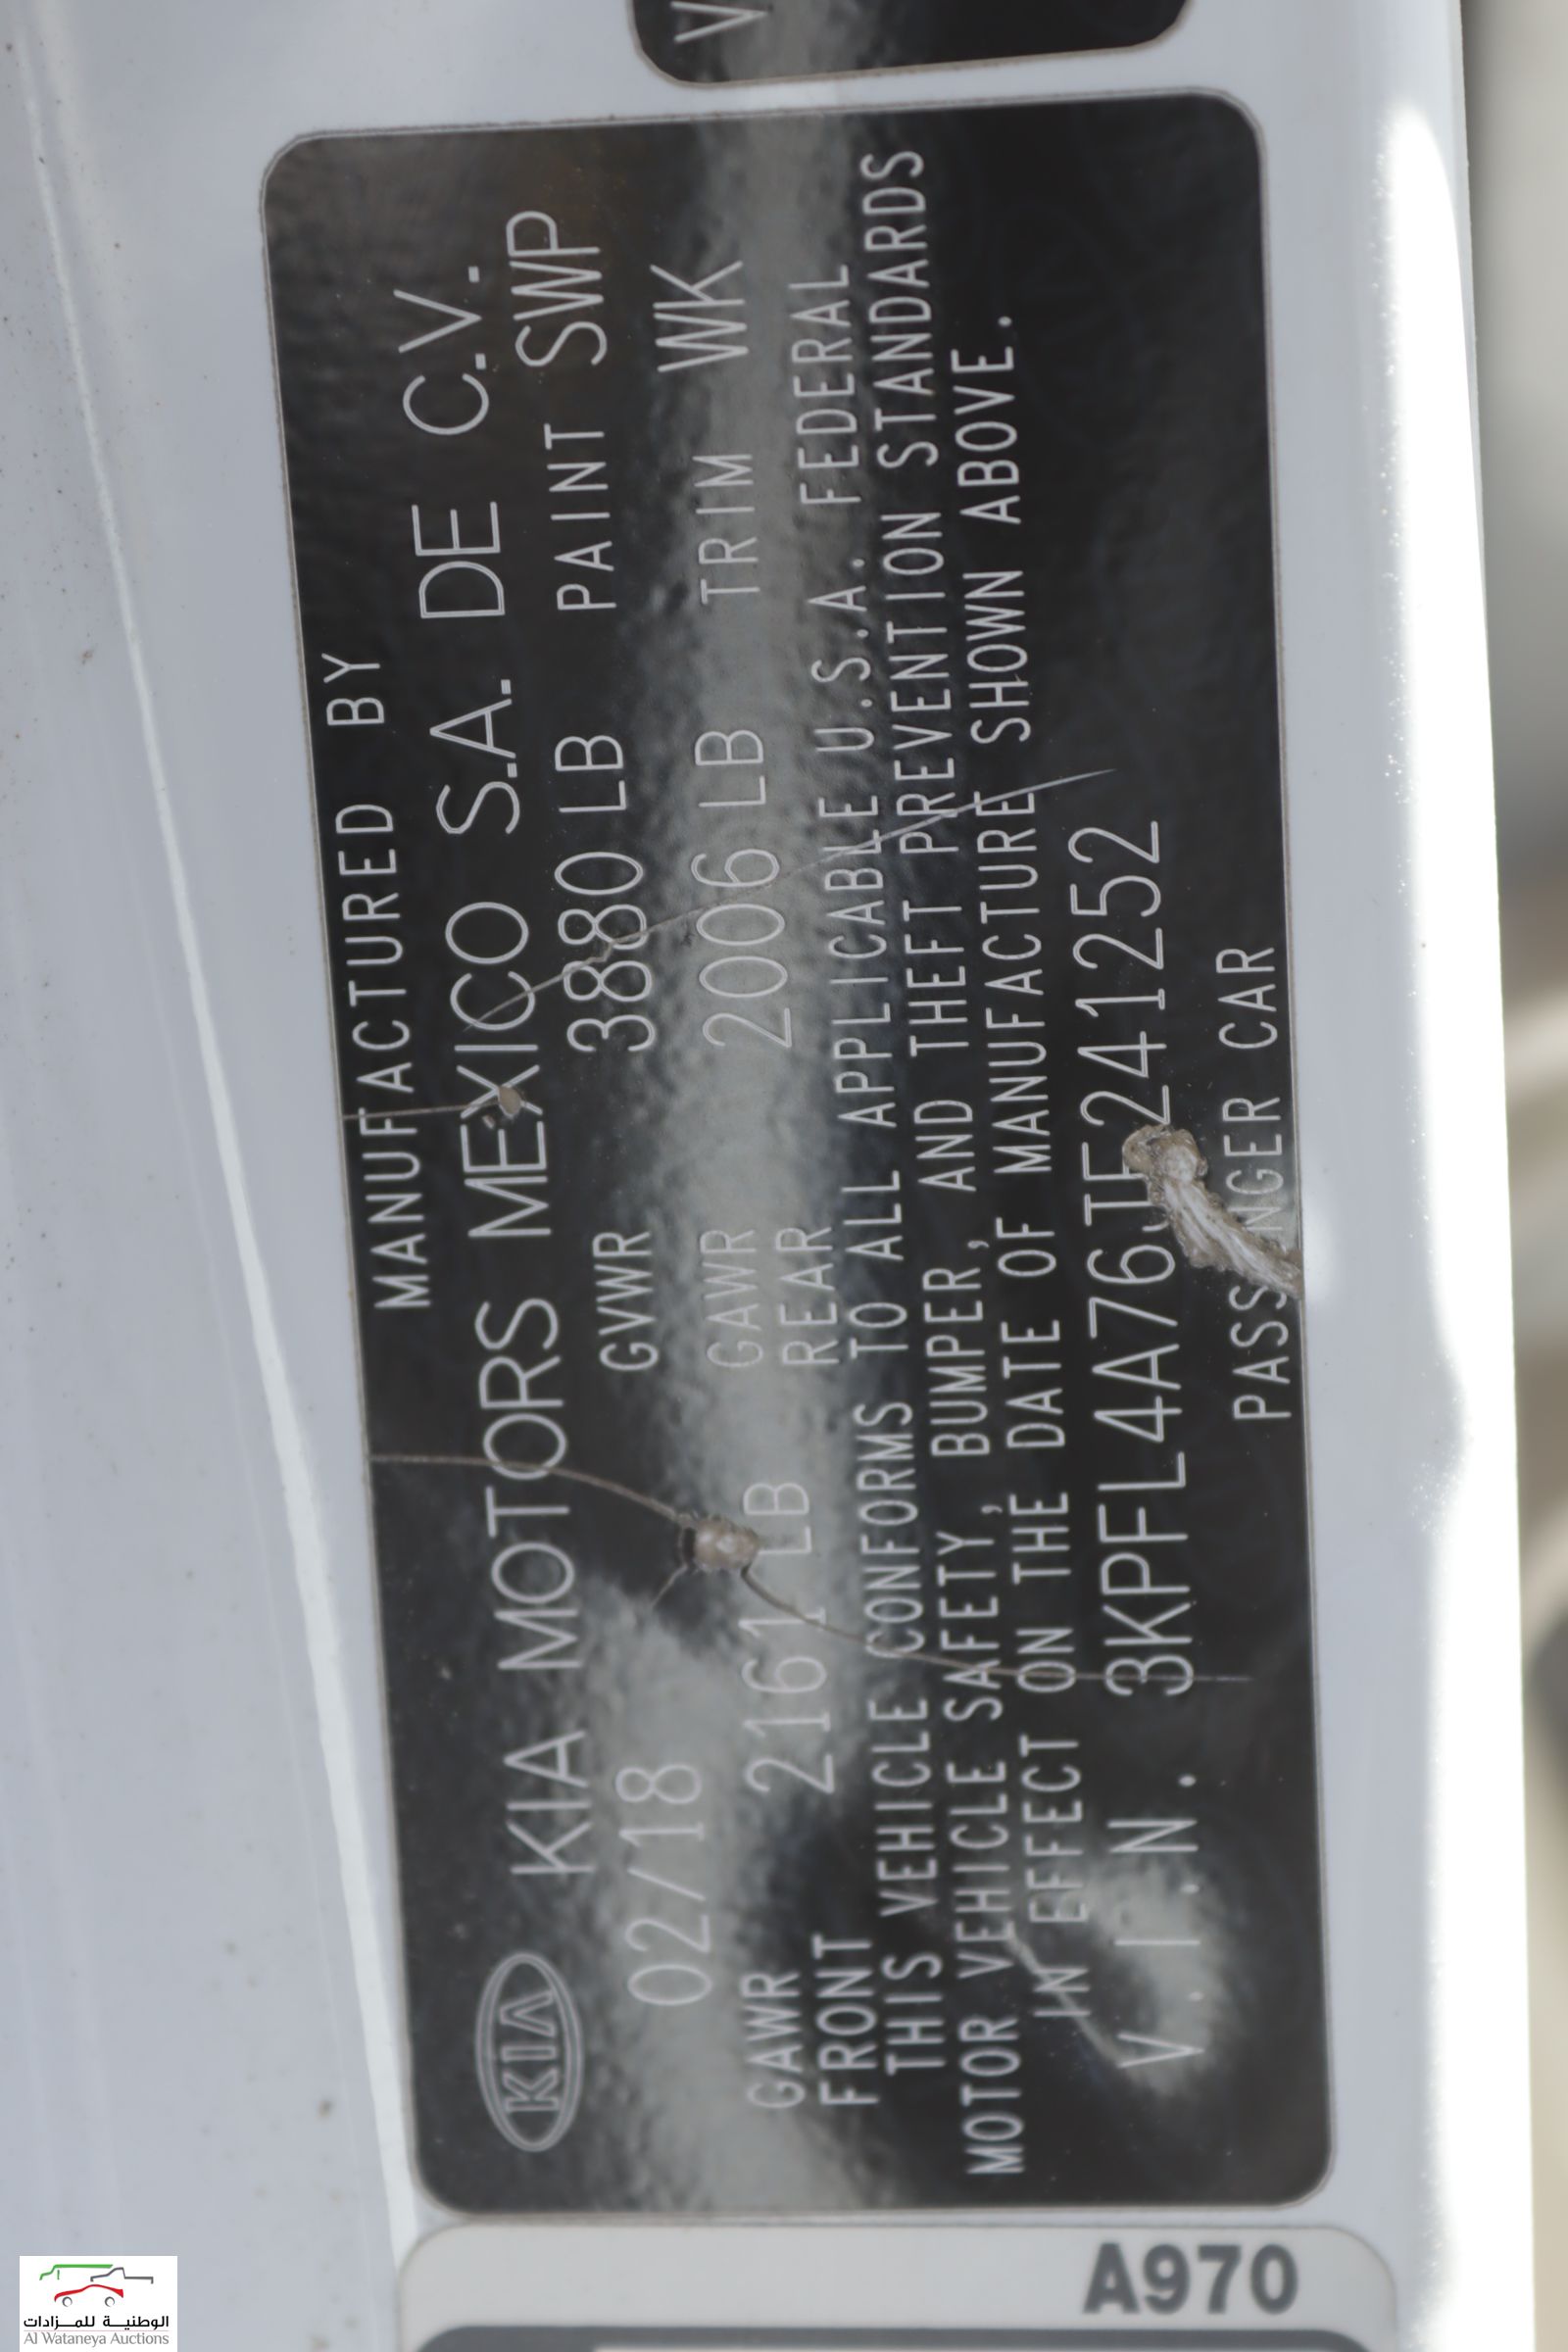 V
MANUFACTURED BY
KIA KIA MOTORS MEXICO S.A. DE C.V.
02/18 GVWR 3880 LB PAINT SWP
GAWR FRONT 2161 LB GAWR REAR 2006 LB TRIM WK
THIS VEHICLE CONFORMS TO ALL APPLICABLE U.S.A. FEDERAL
MOTOR VEHICLE SAFETY, BUMPER, AND THEFT PREVENTION STANDARDS
IN EFFECT ON THE DATE OF MANUFACTURE SHOWN ABOVE.
V.I.N. 3KPFL4A76JE241252
PASSENGER CAR
A970
الوطنية للمزادات
Al Wataneya Auctions